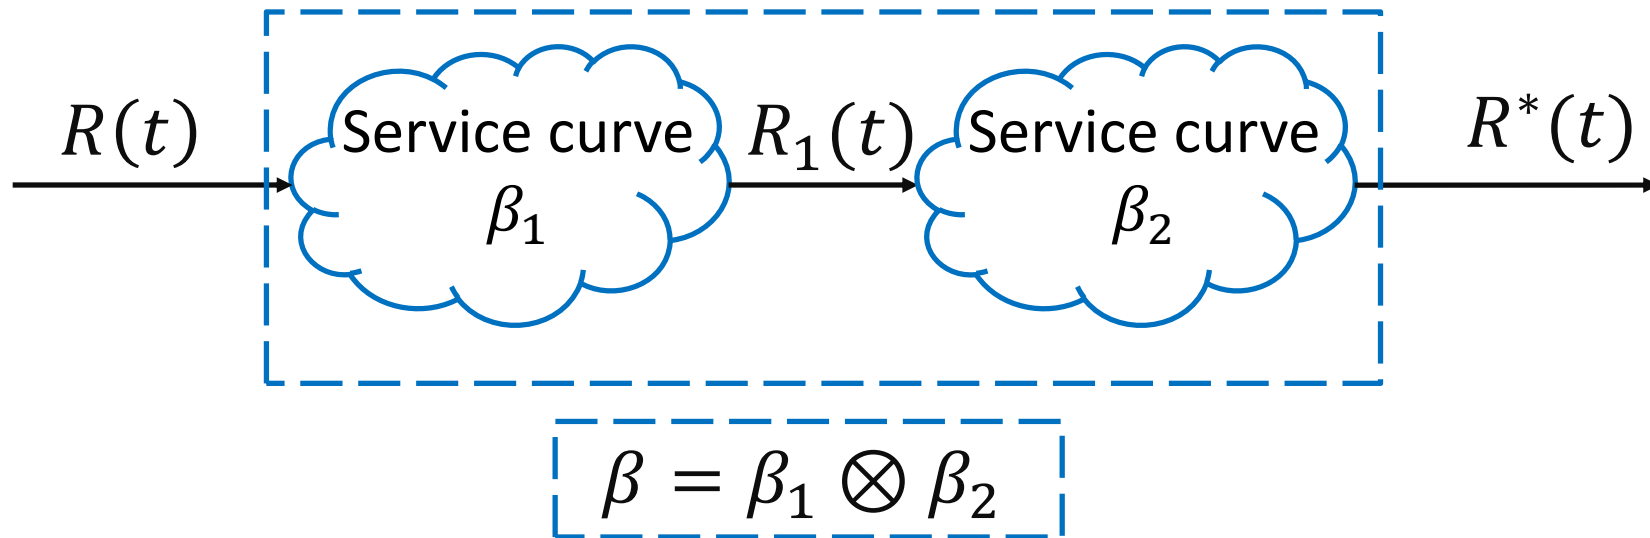 R(t)
Service curve
β₁
R₁(t)
Service curve
β₂
R*(t)
β = β₁ ⊗ β₂